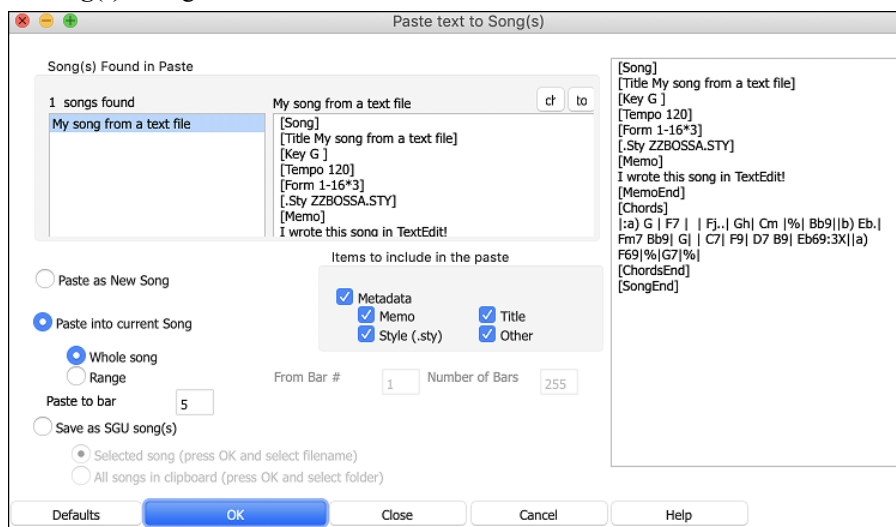 Paste text to Song(s)
Song(s) Found in Paste
1 songs found
My song from a text file
My song from a text file
cł
to
[Song]
[Title My song from a text file]
[Key G ]
[Tempo 120]
[Form 1-16*3]
[.Sty ZZBOSSA.STY]
[Memo]
I wrote this song in TextEdit!
Paste as New Song
Paste into current Song
Whole song
Range
Paste to bar
5
Save as SGU song(s)
Selected song (press OK and select filename)
All songs in clipboard (press OK and select folder)
Items to include in the paste
Metadata
Memo
Title
Style (.sty)
Other
From Bar #
1
Number of Bars
255
[Song]
[Title My song from a text file]
[Key G ]
[Tempo 120]
[Form 1-16*3]
[.Sty ZZBOSSA.STY]
[Memo]
I wrote this song in TextEdit!
[MemoEnd]
[Chords]
|:a) G | F7 | | Fj..| Gh| Cm |%| Bb9||b) Eb.|
Fm7 Bb9| G| | C7| F9| D7 B9| Eb69:3X||a)
F69|%|G7|%|
[ChordsEnd]
[SongEnd]
Defaults
OK
Close
Cancel
Help